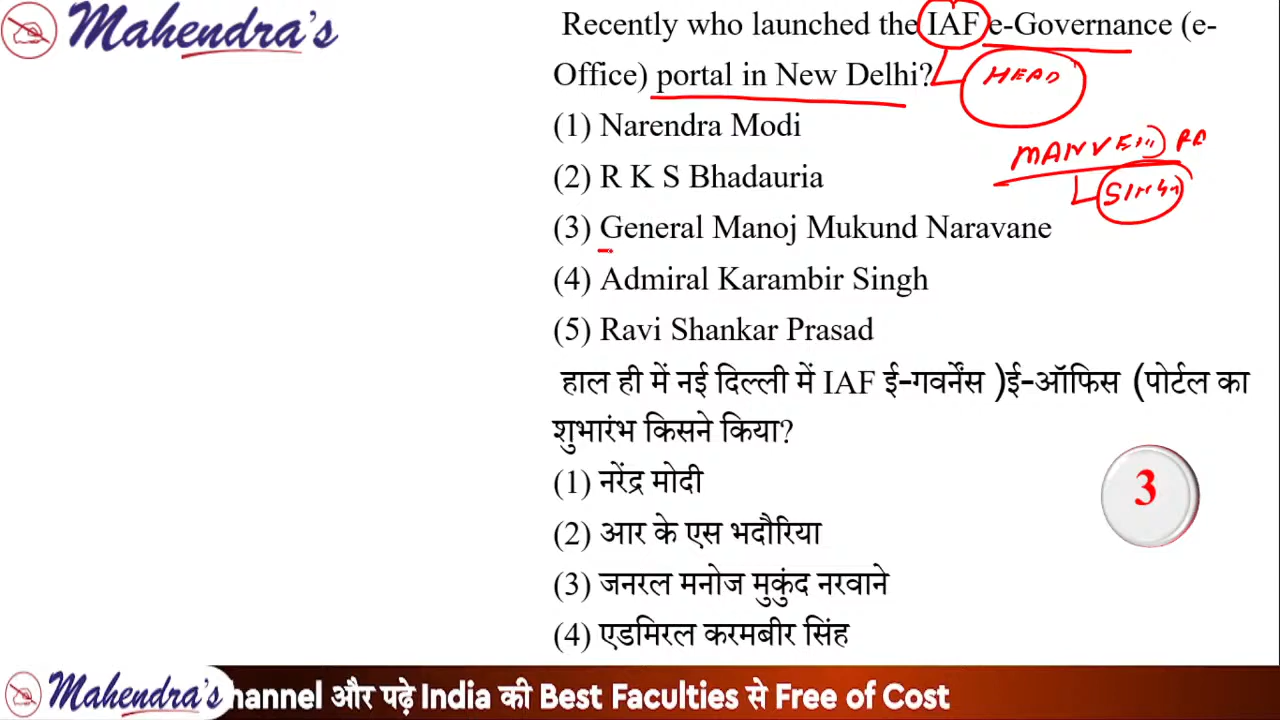 Mahendra's
Recently who launched the IAF e-Governance (e-
Office) portal in New Delhi?
HEAD
(1) Narendra Modi
MANVE
(2) R K S Bhadauria
SINGH
(3) General Manoj Mukund Naravane
(4) Admiral Karambir Singh
(5) Ravi Shankar Prasad
हाल ही में नई दिल्ली में IAF ई-गवर्नेंस )ई-ऑफिस (पोर्टल का
शुभारंभ किसने किया?
(1) नरेंद्र मोदी
3
(2) आर के एस भदौरिया
(3) जनरल मनोज मुकुंद नरवाने
(4) एडमिरल करमबीर सिंह
Mahendra's hannel और पढ़े India की Best Faculties से Free of Cost